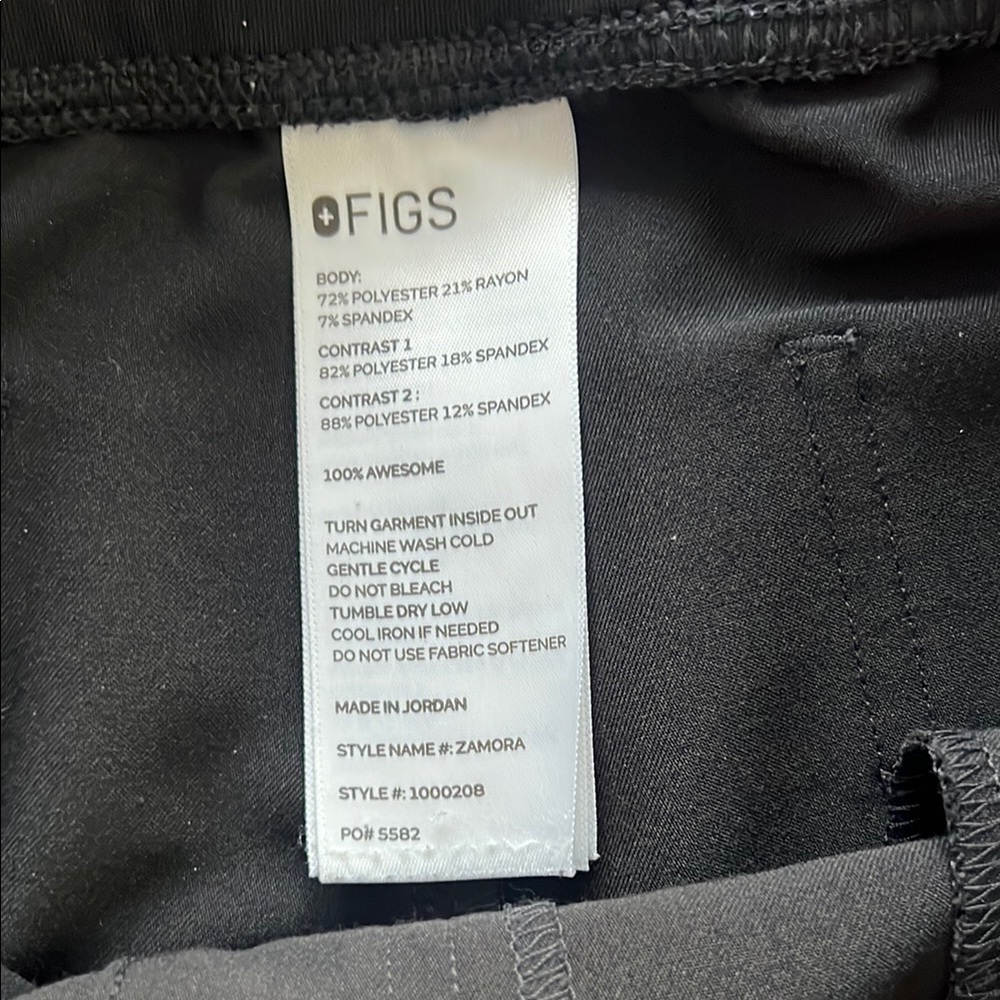 FIGS
BODY:
72% POLYESTER 21% RAYON
7% SPANDEX
CONTRAST 1
82% POLYESTER 18% SPANDEX
CONTRAST 2 :
88% POLYESTER 12% SPANDEX
100% AWESOME
TURN GARMENT INSIDE OUT
MACHINE WASH COLD
GENTLE CYCLE
DO NOT BLEACH
TUMBLE DRY LOW
COOL IRON IF NEEDED
DO NOT USE FABRIC SOFTENER
MADE IN JORDAN
STYLE NAME #: ZAMORA
STYLE #: 1000208
PO# 5582